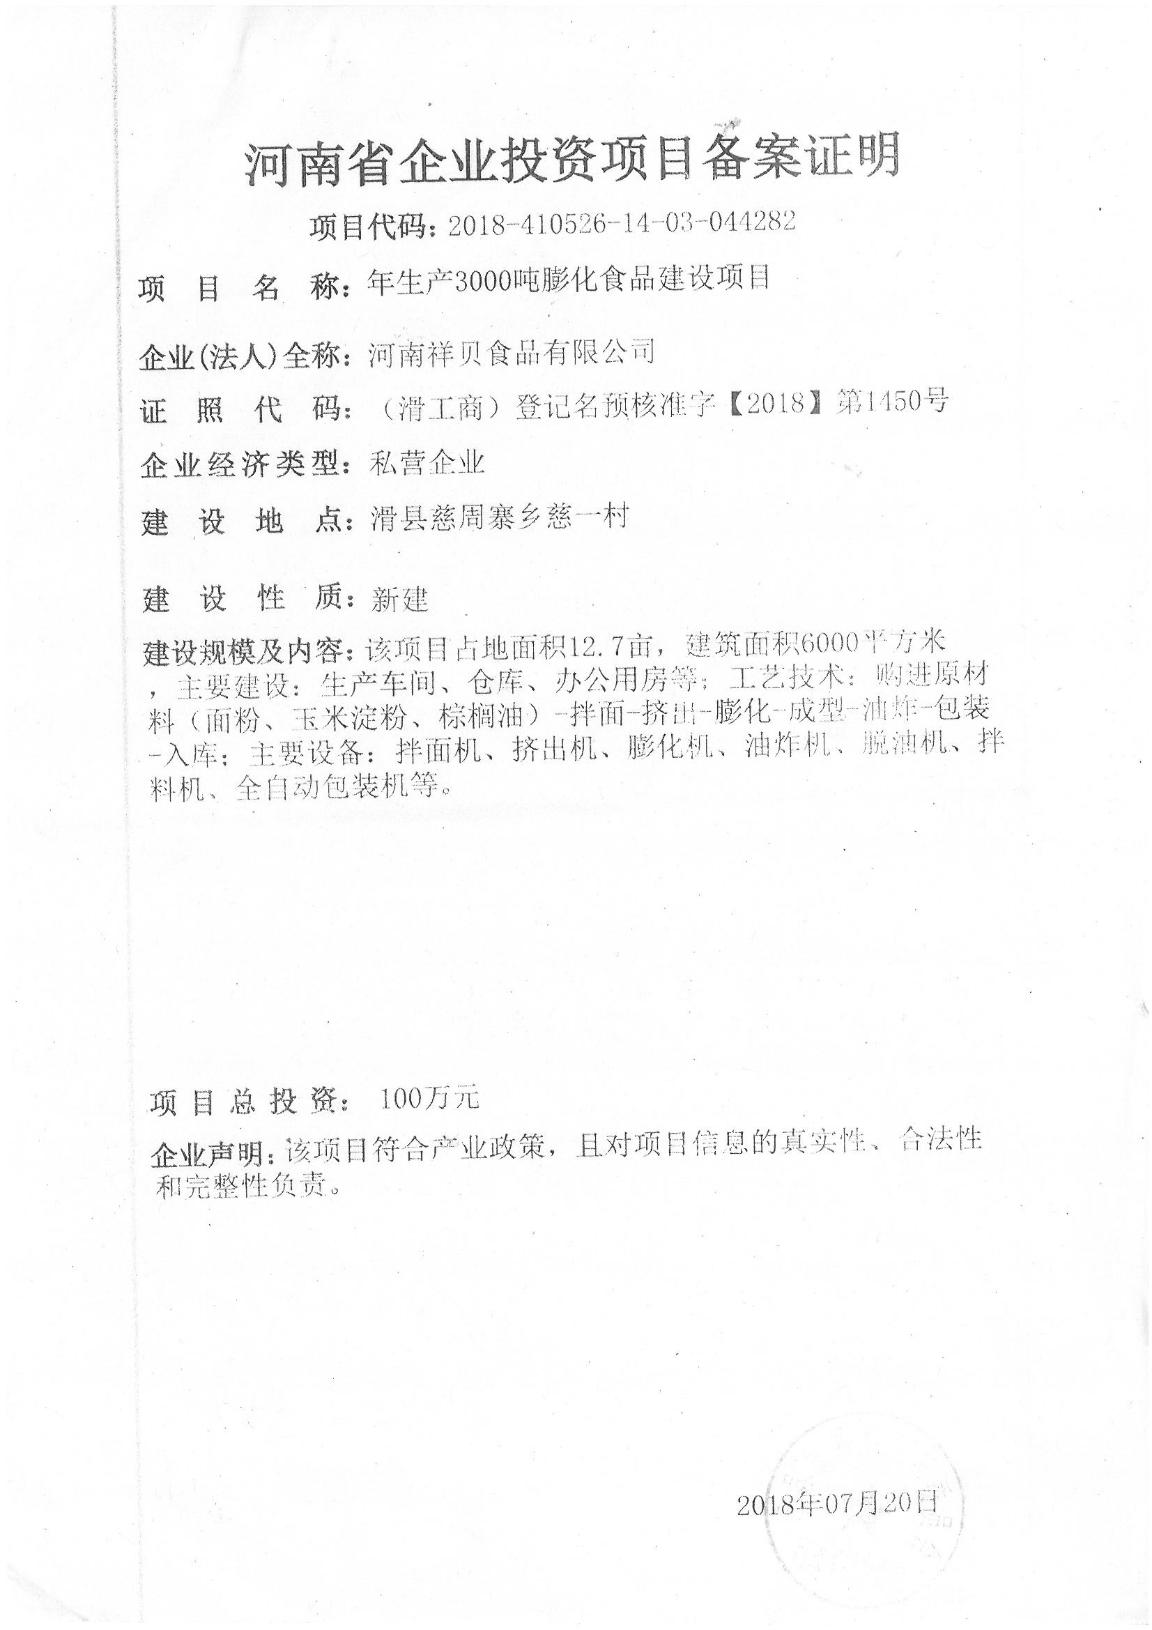 河南省企业投资项目备案证明
项目代码：2018-410526-14-03-044282
项目名称：年生产3000吨膨化食品建设项目
企业(法人)全称：河南祥贝食品有限公司
证照代码：（滑工商）登记名预核准字【2018】第1450号
企业经济类型：私营企业
建设地点：滑县慈周寨乡慈一村
建设性质：新建
建设规模及内容：该项目占地面积12.7亩，建筑面积6000平方米
，主要建设：生产车间、仓库、办公用房等；工艺技术：购进原材
料（面粉、玉米淀粉、棕榈油）-拌面-挤出-膨化-成型-油炸-包装
-入库；主要设备：拌面机、挤出机、膨化机、油炸机、脱油机、拌
料机、全自动包装机等。
项目总投资：100万元
企业声明：该项目符合产业政策，且对项目信息的真实性、合法性
和完整性负责。
2018年07月20日